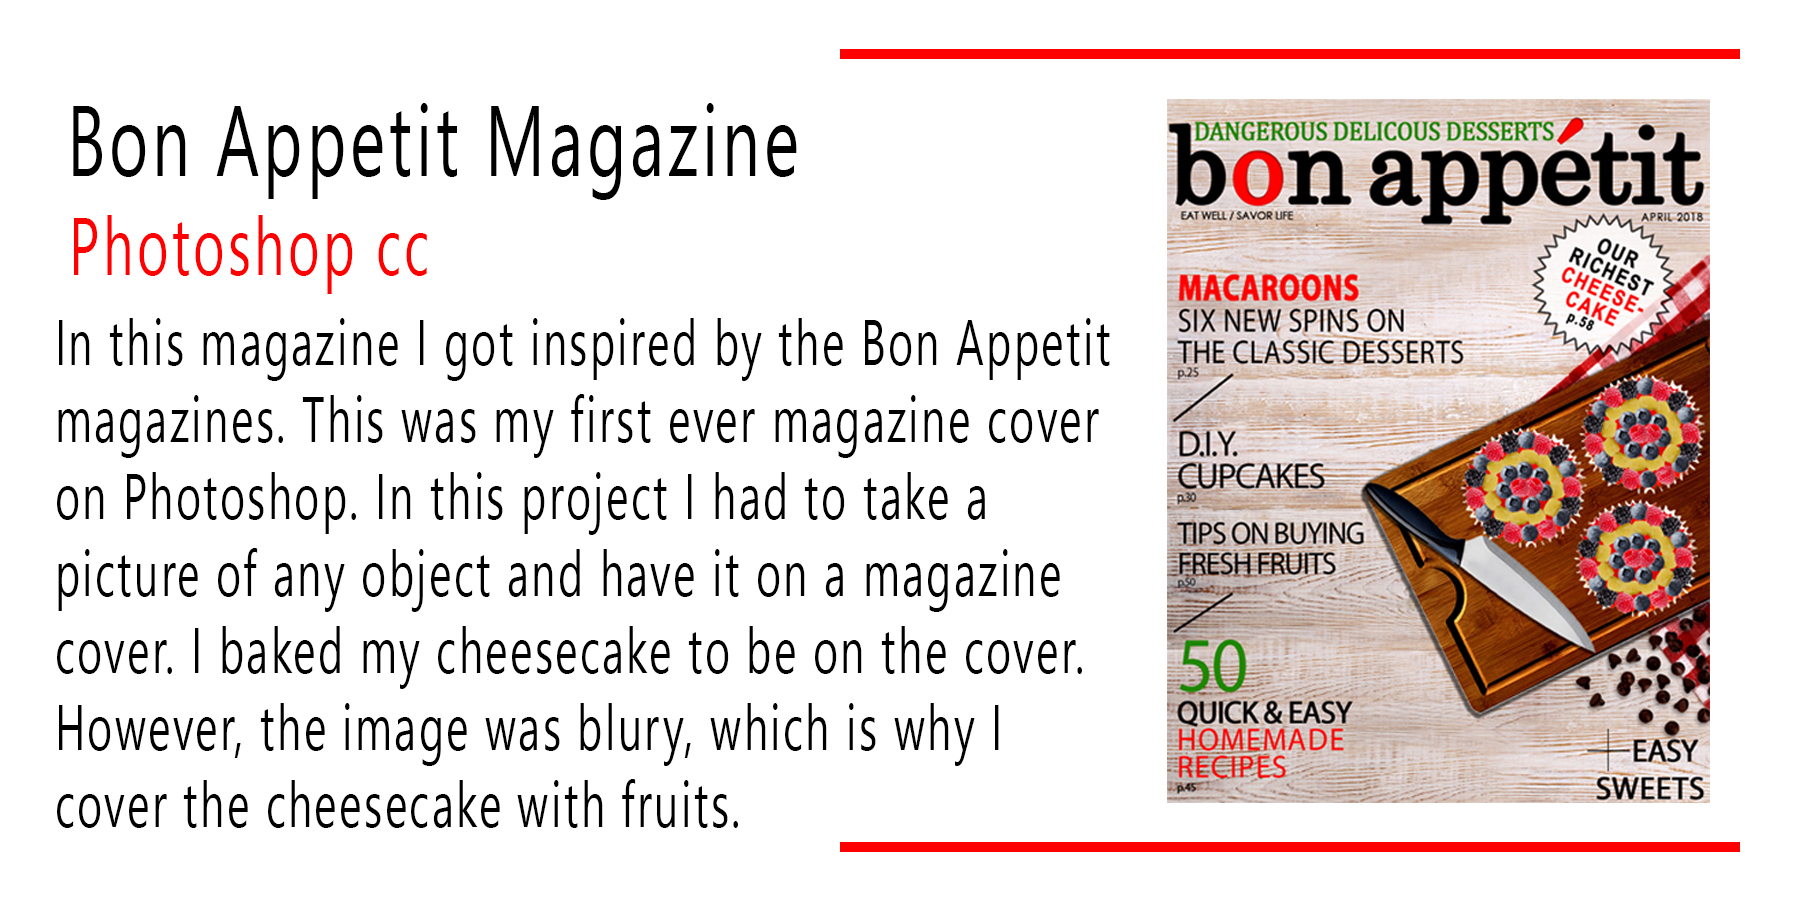 Bon Appetit Magazine
Photoshop cc
In this magazine I got inspired by the Bon Appetit
magazines. This was my first ever magazine cover
on Photoshop. In this project I had to take a
picture of any object and have it on a magazine
cover. I baked my cheesecake to be on the cover.
However, the image was blury, which is why I
cover the cheesecake with fruits.
DANGEROUS DELICOUS DESSERTS
bon appétit
EAT WELL / SAVOR LIFE
APRIL 2018
OUR
RICHEST
CHEESE-
CAKE
p.58
MACAROONS
SIX NEW SPINS ON
THE CLASSIC DESSERTS
p.25
D.I.Y.
CUPCAKES
p.30
TIPS ON BUYING
FRESH FRUITS
p.50
50
QUICK & EASY
HOMEMADE
RECIPES
p.45
EASY
SWEETS